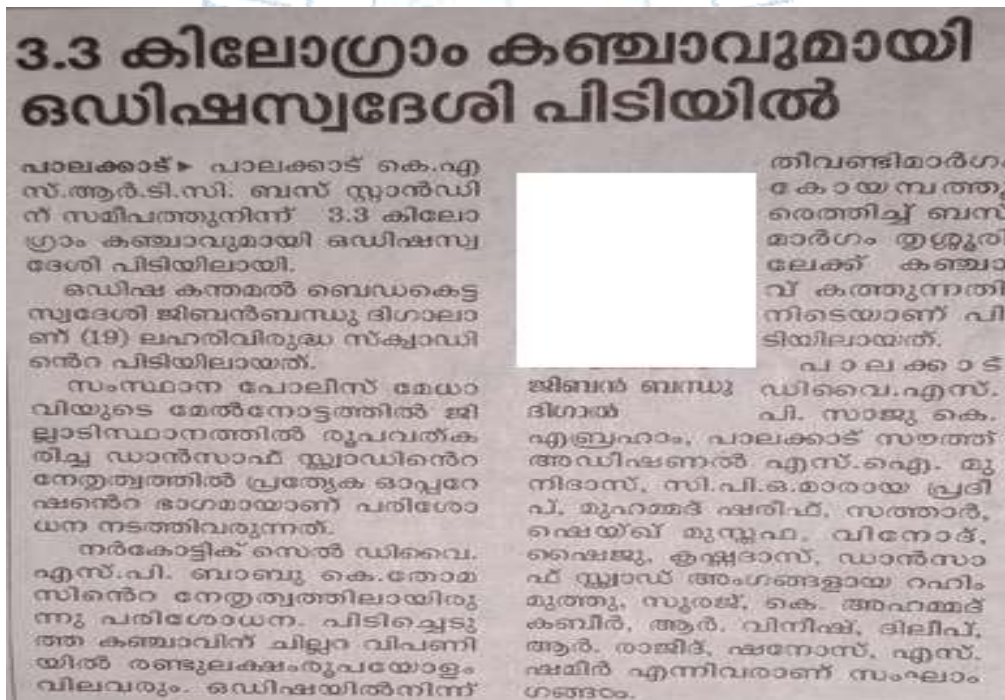 3.3 കിലോഗ്രാം കഞ്ചാവുമായി
ഒഡിഷസ്വദേശി പിടിയിൽ
പാലക്കാട് ▸ പാലക്കാട് കെ.എ
സ്.ആർ.ടി.സി. ബസ് സ്റ്റാൻഡി
ന് സമീപത്തുനിന്ന് 3.3 കിലോ
ഗ്രാം കഞ്ചാവുമായി ഒഡിഷസ്വ
ദേശി പിടിയിലായി.
ഒഡിഷ കന്തമൽ ബെഡകെട്ട
സ്വദേശി ജിബൻബന്ധു ദിഗാലാ
ണ് (19) ലഹരിവിരുദ്ധ സ്ക്വാഡി
ന്റെ പിടിയിലായത്.
സംസ്ഥാന പോലീസ് മേധാ
വിയുടെ മേൽനോട്ടത്തിൽ ജി
ല്ലാടിസ്ഥാനത്തിൽ രൂപവത്ക
രിച്ച ഡാൻസാഫ് സ്ക്വാഡിന്റെ
നേതൃത്വത്തിൽ പ്രത്യേക ഓപ്പറേ
ഷന്റെ ഭാഗമായാണ് പരിശോ
ധന നടത്തിവരുന്നത്.
നർകോട്ടിക് സെൽ ഡിവൈ.
എസ്.പി. ബാബു കെ.തോമ
സിന്റെ നേതൃത്വത്തിലായിരു
ന്നു പരിശോധന. പിടിച്ചെടു
ത്ത കഞ്ചാവിന് ചില്ലറ വിപണി
യിൽ രണ്ടുലക്ഷംരൂപയോളം
വിലവരും. ഒഡിഷയിൽനിന്ന്
തീവണ്ടിമാർഗം
കോയമ്പത്തൂ
രെത്തിച്ച് ബസ്
മാർഗം തൃശ്ശൂരി
ലേക്ക് കഞ്ചാ
വ് കടത്തുന്നതി
നിടെയാണ് പി
ടിയിലായത്.
ജിബൻ ബന്ധു
ദിഗാൽ
പാലക്കാട്
ഡിവൈ.എസ്.
പി. സാജു കെ.
എബ്രഹാം, പാലക്കാട് സൗത്ത്
അഡിഷണൽ എസ്.ഐ. മു
നിദാസ്, സി.പി.ഒ.മാരായ പ്രദീ
പ്, മുഹമ്മദ് ഷരീഫ്, സത്താർ,
ഷെയ്ഖ് മുസ്തഫ, വിനോദ്,
ഷൈജു, കൃഷ്ണദാസ്, ഡാൻസാ
ഫ് സ്ക്വാഡ് അംഗങ്ങളായ റഹിം
മുത്തു, സൂരജ്, കെ. അഹമ്മദ്
കബീർ, ആർ. വിനീഷ്, ദിലീപ്,
ആർ. രാജീദ്, ഷനോസ്, എസ്.
ഷമീർ എന്നിവരാണ് സംഘാം
ഗങ്ങൾ.